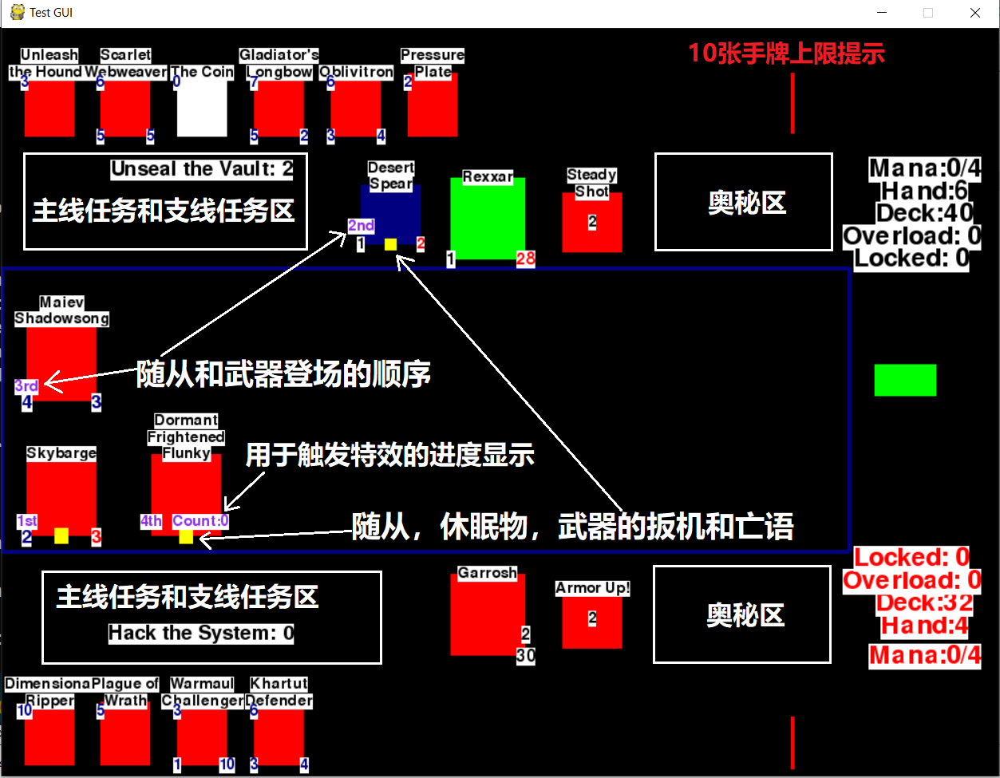 Test GUI
10张手牌上限提示
Unleash the Hound
3
Scarlet Webweaver
6
5 5
The Coin
0
Gladiator's Longbow
7
5 2
Oblivitron
6
3 4
Pressure Plate
2
Unseal the Vault: 2
主线任务和支线任务区
Desert Spear
2nd
1 2
Rexxar
1 28
Steady Shot
2
奥秘区
Mana:0/4
Hand:6
Deck:40
Overload: 0
Locked: 0
Maiev Shadowsong
3rd
4 3
随从和武器登场的顺序
Skybarge
1st
2 3
Dormant Frightened Flunky
4th Count:0
用于触发特效的进度显示
随从，休眠物，武器的扳机和亡语
主线任务和支线任务区
Hack the System: 0
Garrosh
2
30
Armor Up!
2
奥秘区
Locked: 0
Overload: 0
Deck:32
Hand:4
Mana:0/4
Dimensiona Ripper
10
Plague of Wrath
5
Warmaul Challenger
3
1 10
Khartut Defender
6
3 4